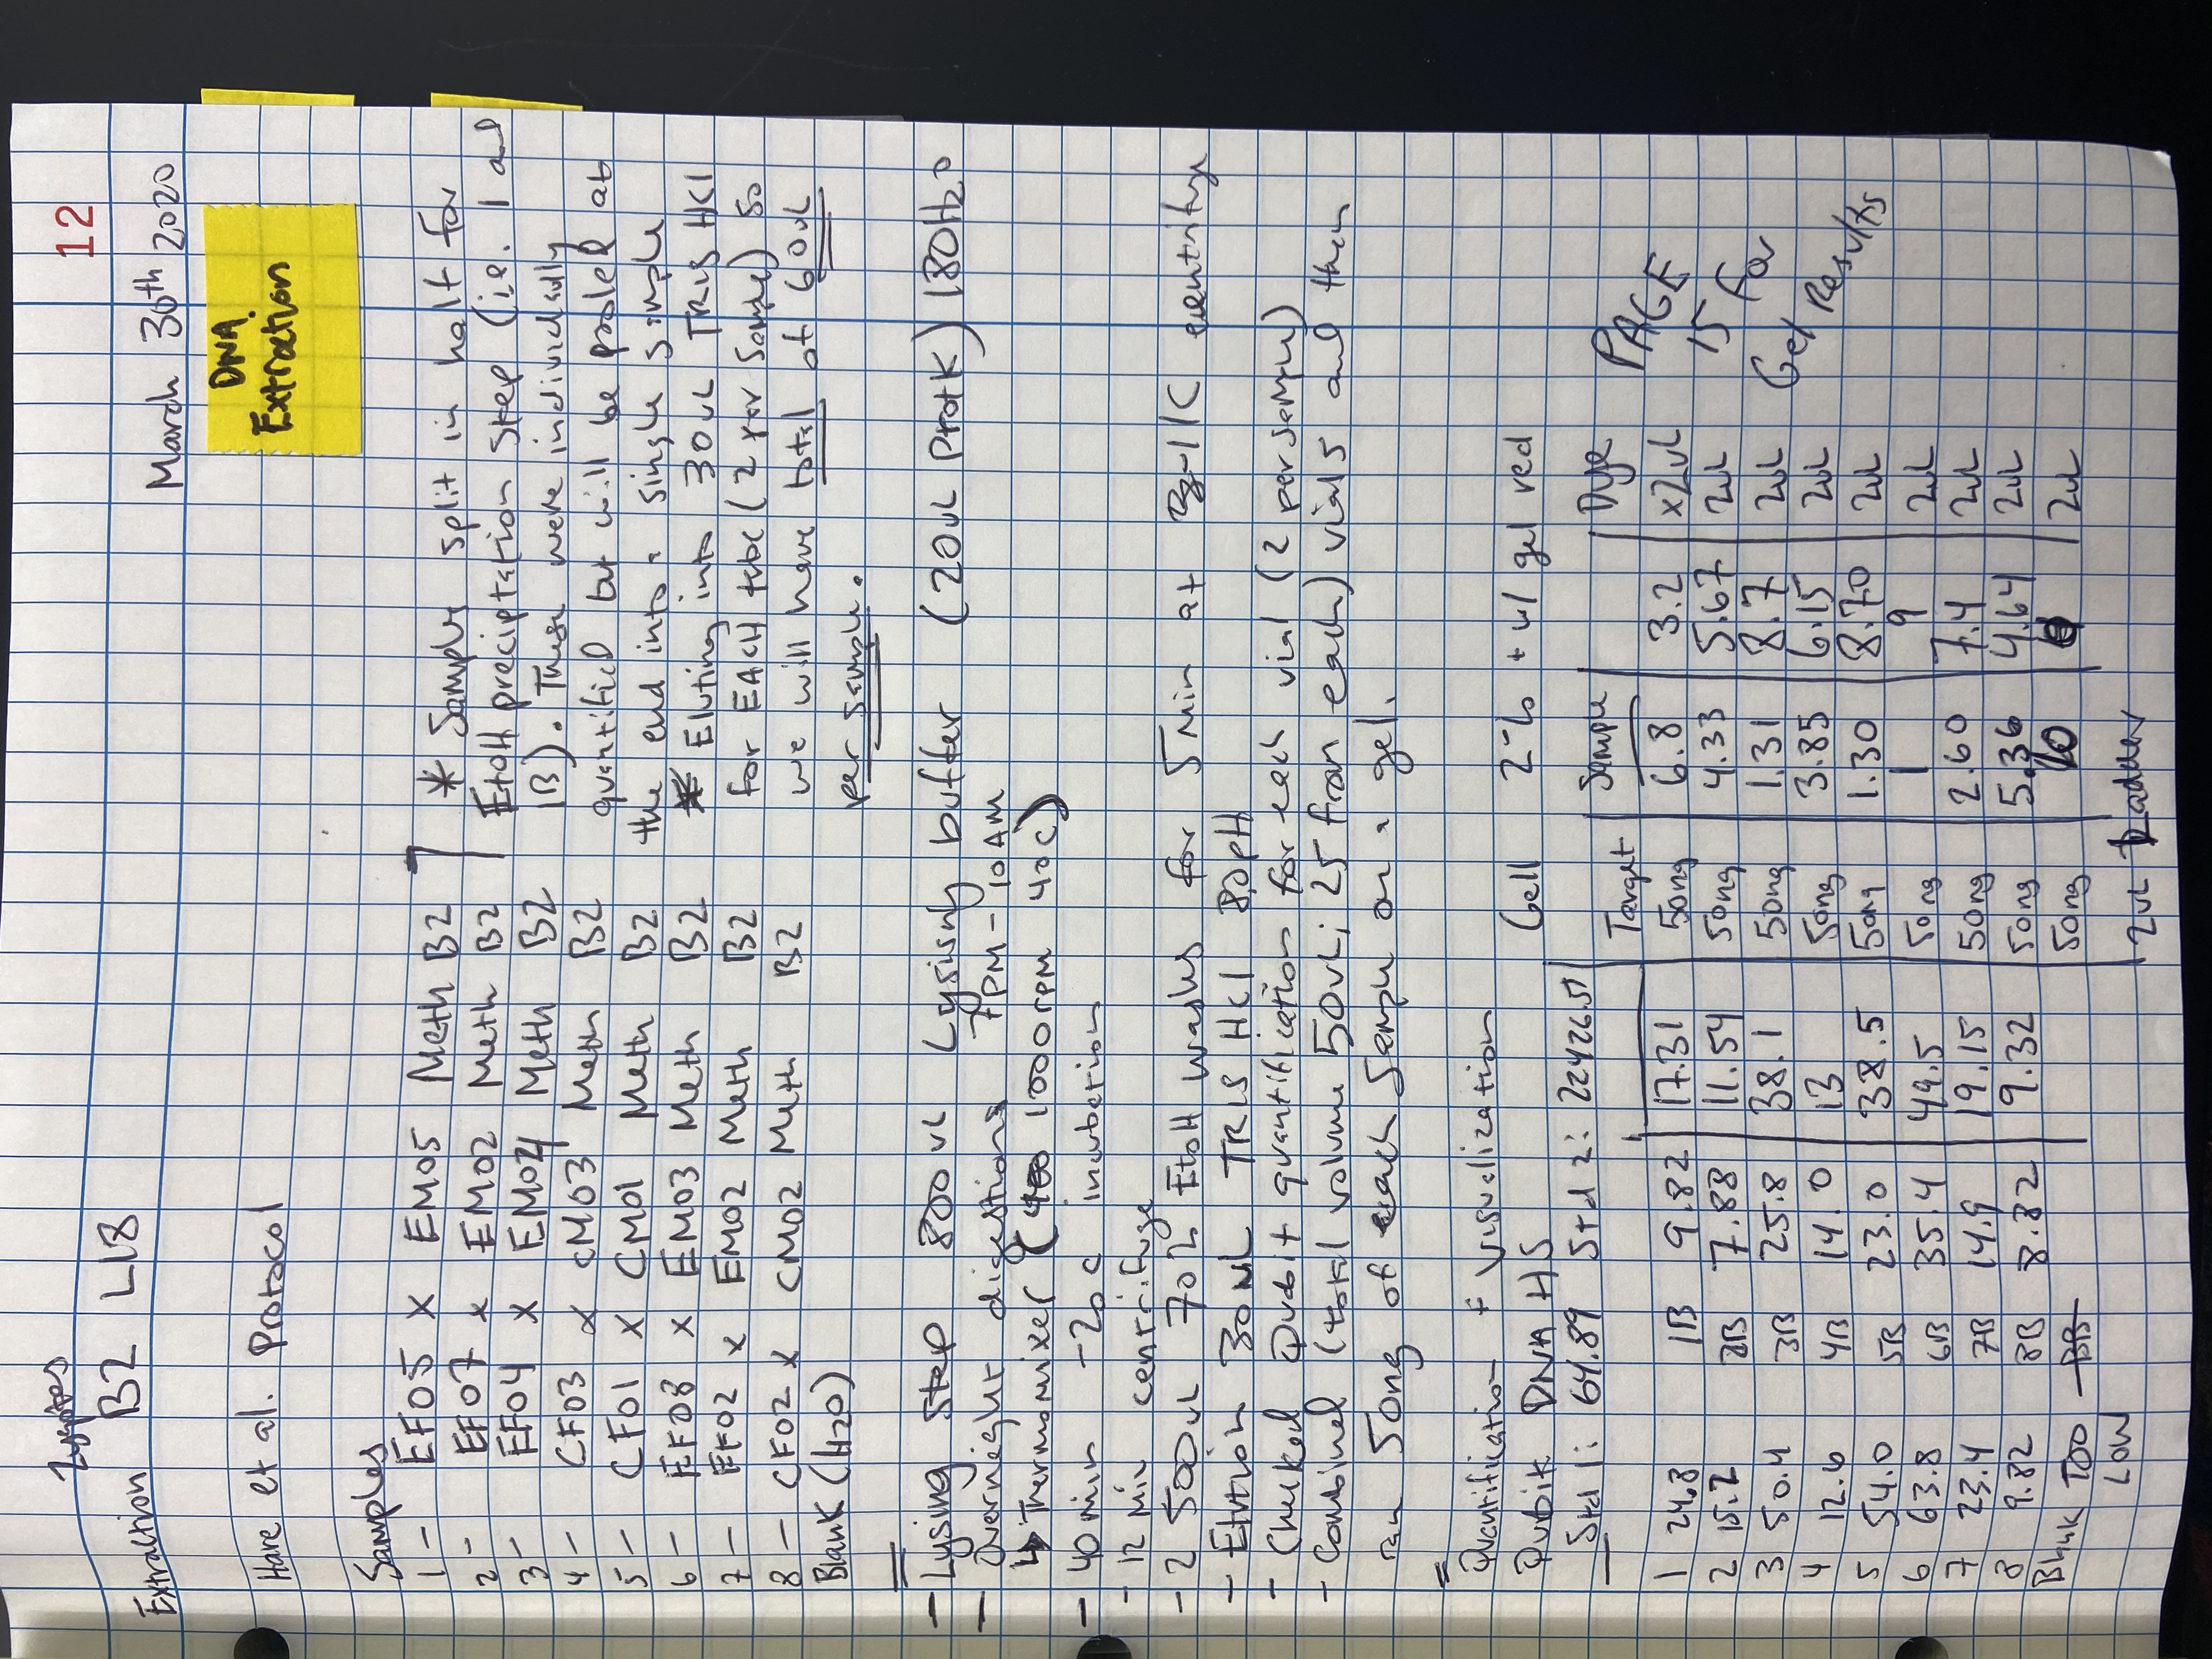 Zygotes
12
Extraction B2 L18
March 30th 2020
DNA
Extraction
Hare et al. Protocol
Samples
1 - EF05 x EM05 Meth B2
2 - EF07 x EM02 Meth B2
3 - EF04 x EM04 Meth B2
4 - CF03 x CM03 Meth B2
5 - CF01 x CM01 Meth B2
6 - EF08 x EM03 Meth B2
7 - EF02 x EM02 Meth B2
8 - CF02 x CM02 Meth B2
Blank (H2O)
* Samples split in half for
EtOH preciptation step (i.e. 1 and
1B). These were individually
quantified but will be pooled at
the end into a single sample
* Eluting into 30uL TRIS HCl
for EACH tube (2 per sample) so
we will have total of 60uL
per sample.
- Lysing Step 800 uL Lysisng buffer (20uL ProtK) 180H2O
- Overnight digestions 7PM - 10AM
↳ Thermomixer (400 1000rpm 40C)
- 40 min -20 C incubation
- 12 Min centrifuge
- 2 500uL 70% EtOH washs for 5min at -11C centrifuge
- Elution 30uL TRIS HCl 8.0pH
- Checked Qubit quantification for each vial (2 per sample)
- Combined (total volume 50uL; 25 from each) vials and then
ran 50ng of each Sample on a gel.
Quantification + Visualization
Qubit DNA HS
Std 1: 64.89 Std 2: 22426.51
Gell 2% + w/ gel red
Target Sample Dye
1 24.8 1B 9.82 17.31 50ng 6.8 3.2 x2uL
2 15.2 2B 7.88 11.54 50ng 4.33 5.67 2uL
3 50.4 3B 25.8 38.1 50ng 1.31 8.7 2uL
4 12.6 4B 14.0 13 50ng 3.85 6.15 2uL
5 54.0 5B 23.0 38.5 50ng 1.30 8.70 2uL
6 63.8 6B 35.4 49.5 50ng 1 9 2uL
7 23.4 7B 14.9 19.15 50ng 2.60 7.4 2uL
8 9.82 8B 8.82 9.32 50ng 5.36 4.64 2uL
Blank TOO BB 50ng 10 2uL
LOW
2uL Ladder
PAGE
15 For
Gel Results